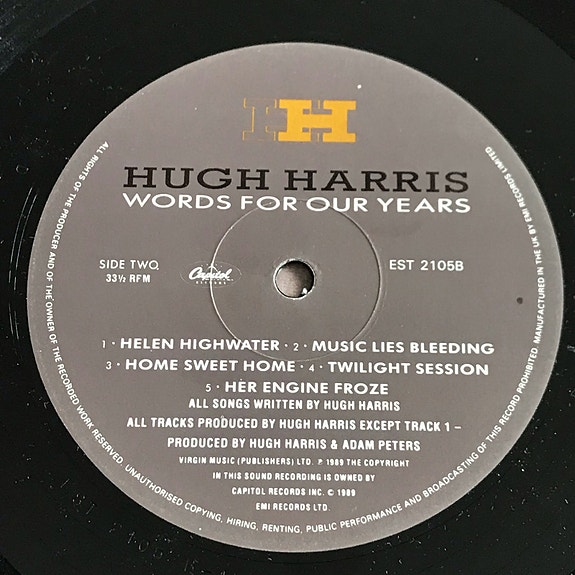 HH
HUGH HARRIS
WORDS FOR OUR YEARS
SIDE TWO
33⅓ RFM
Capitol
RECORDS
EST 2105B
1 · HELEN HIGHWATER · 2 · MUSIC LIES BLEEDING
3 · HOME SWEET HOME · 4 · TWILIGHT SESSION
5 · HER ENGINE FROZE
ALL SONGS WRITTEN BY HUGH HARRIS
ALL TRACKS PRODUCED BY HUGH HARRIS EXCEPT TRACK 1 –
PRODUCED BY HUGH HARRIS & ADAM PETERS
VIRGIN MUSIC (PUBLISHERS) LTD. ℗ 1989 THE COPYRIGHT
IN THIS SOUND RECORDING IS OWNED BY
CAPITOL RECORDS INC. © 1989
EMI RECORDS LTD.
ALL RIGHTS OF THE PRODUCER AND OF THE OWNER OF THE RECORDED WORK RESERVED. UNAUTHORISED COPYING, HIRING, RENTING, PUBLIC PERFORMANCE AND BROADCASTING OF THIS RECORD PROHIBITED. MANUFACTURED IN THE UK BY EMI RECORDS LIMITED